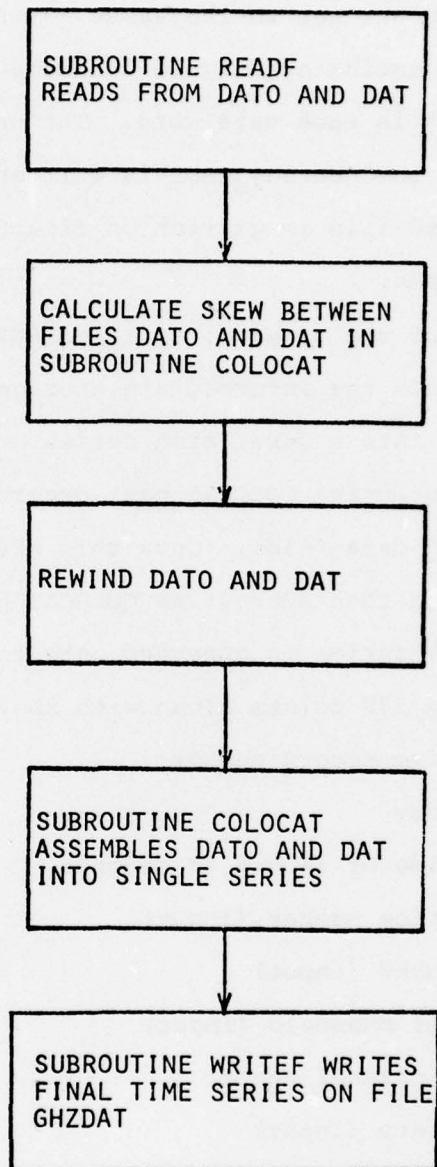 SUBROUTINE READF
READS FROM DATO AND DAT
CALCULATE SKEW BETWEEN
FILES DATO AND DAT IN
SUBROUTINE COLOCAT
REWIND DATO AND DAT
SUBROUTINE COLOCAT
ASSEMBLES DATO AND DAT
INTO SINGLE SERIES
SUBROUTINE WRITEF WRITES
FINAL TIME SERIES ON FILE
GHZDAT